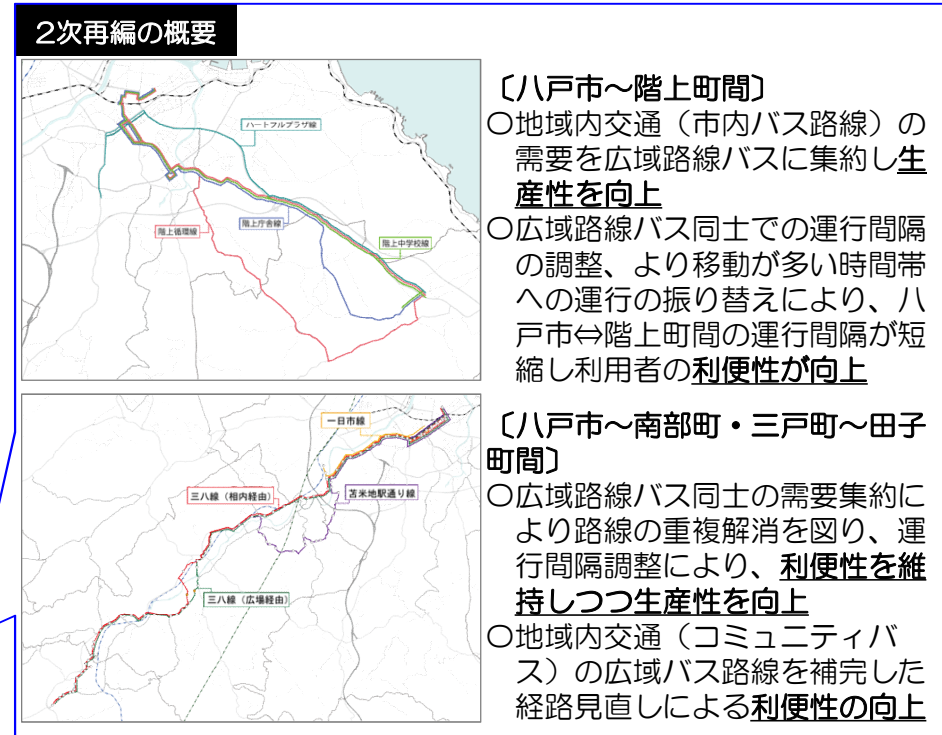 2次再編の概要
ハートフルプラザ線
階上庁舎線
階上循環線
階上中学校線
〔八戸市~階上町間〕
〇地域内交通(市内バス路線)の
需要を広域路線バスに集約し生
産性を向上
〇広域路線バス同士での運行間隔
の調整、より移動が多い時間帯
への運行の振り替えにより、八
戸市⇔階上町間の運行間隔が短
縮し利用者の利便性が向上
一日市線
三八線(相内経由)
苫米地駅通り線
三八線(広場経由)
〔八戸市~南部町・三戸町~田子
町間〕
〇広域路線バス同士の需要集約に
より路線の重複解消を図り、運
行間隔調整により、利便性を維
持しつつ生産性を向上
〇地域内交通(コミュニティバ
ス)の広域バス路線を補完した
経路見直しによる利便性の向上